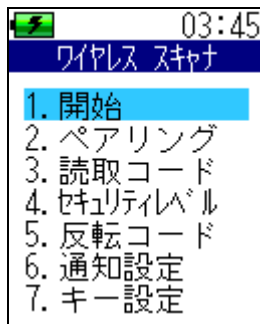 03:45
ワイヤレス スキャナ
1. 開始
2. ペアリング
3. 読取コード
4. セキュリティレベル
5. 反転コード
6. 通知設定
7. キー設定